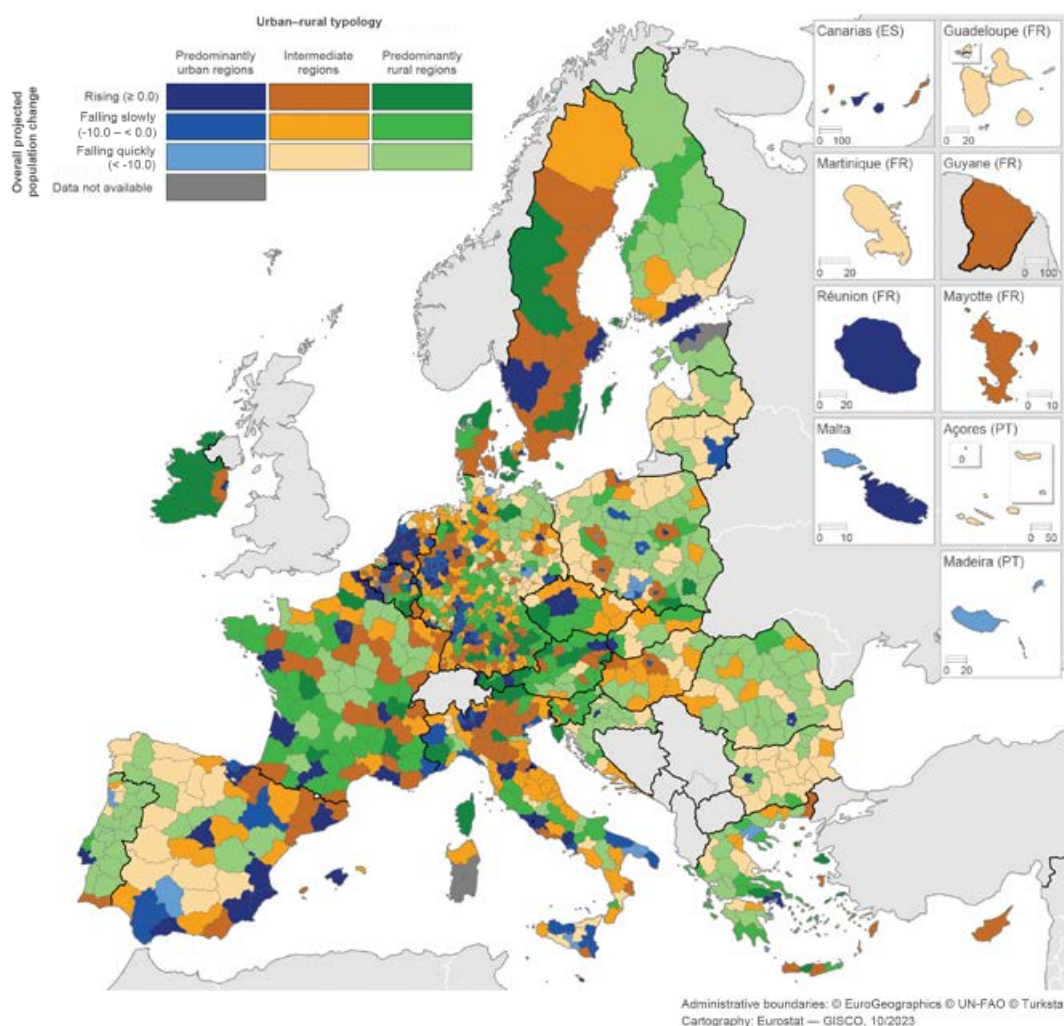 Urban–rural typology
Predominantly
urban regions
Intermediate
regions
Predominantly
rural regions
Overall projected
population change
Rising (≥ 0.0)
Falling slowly
(-10.0 – < 0.0)
Falling quickly
(< -10.0)
Data not available
Canarias (ES)
0 100
Guadeloupe (FR)
0 20
Martinique (FR)
0 20
Guyane (FR)
0 100
Réunion (FR)
0 20
Mayotte (FR)
0 10
Malta
0 10
Açores (PT)
0 50
Madeira (PT)
0 20
Administrative boundaries: © EuroGeographics © UN-FAO © Turksta
Cartography: Eurostat — GISCO, 10/2023